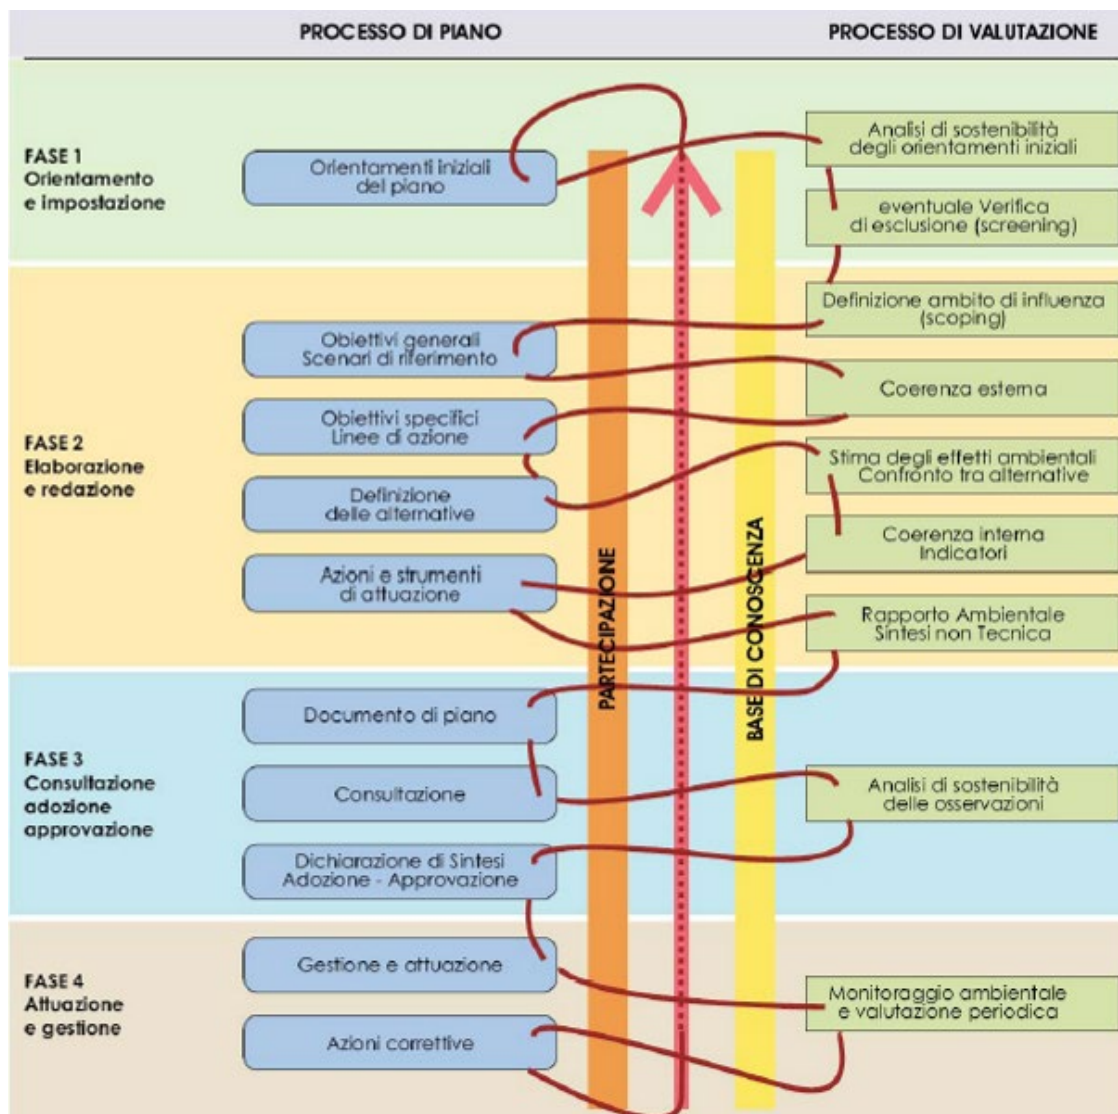 PROCESSO DI PIANO
PROCESSO DI VALUTAZIONE
FASE 1
Orientamento
e impostazione
Orientamenti iniziali
del piano
Analisi di sostenibilità
degli orientamenti iniziali
eventuale Verifica
di esclusione (screening)
FASE 2
Elaborazione
e redazione
Obiettivi generali
Scenari di riferimento
Obiettivi specifici
Linee di azione
Definizione
delle alternative
Azioni e strumenti
di attuazione
PARTECIPAZIONE
BASE DI CONOSCENZA
Definizione ambito di influenza
(scoping)
Coerenza esterna
Stima degli effetti ambientali
Confronto tra alternative
Coerenza interna
Indicatori
Rapporto Ambientale
Sintesi non Tecnica
FASE 3
Consultazione
adozione
approvazione
Documento di piano
Consultazione
Dichiarazione di Sintesi
Adozione - Approvazione
Analisi di sostenibilità
delle osservazioni
FASE 4
Attuazione
e gestione
Gestione e attuazione
Azioni correttive
Monitoraggio ambientale
e valutazione periodica